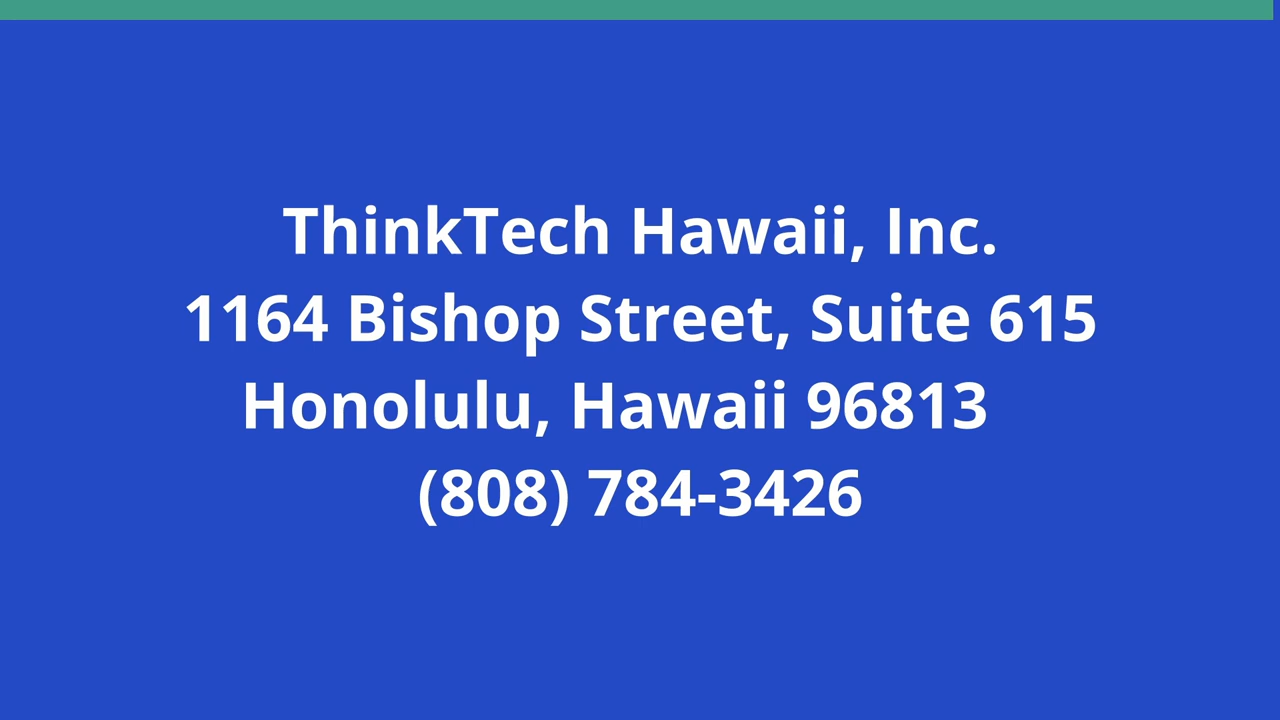 ThinkTech Hawaii, Inc.
1164 Bishop Street, Suite 615
Honolulu, Hawaii 96813
(808) 784-3426